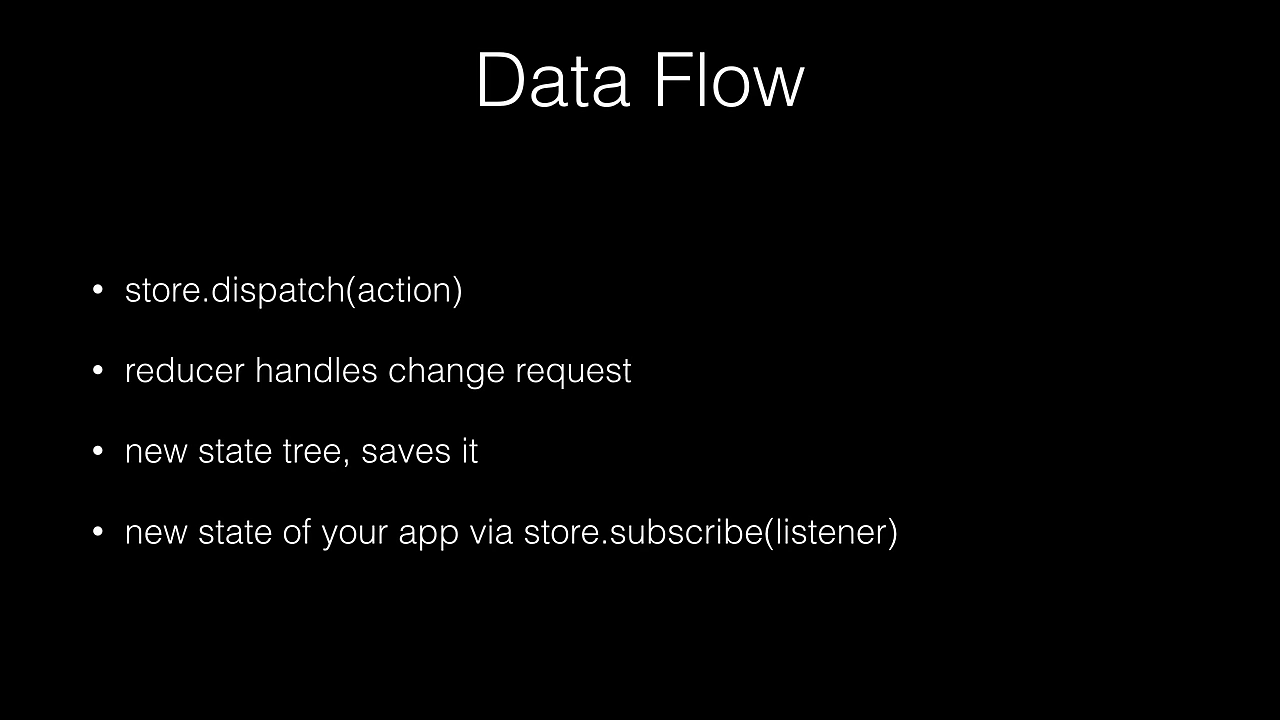 Data Flow
• store.dispatch(action)
• reducer handles change request
• new state tree, saves it
• new state of your app via store.subscribe(listener)